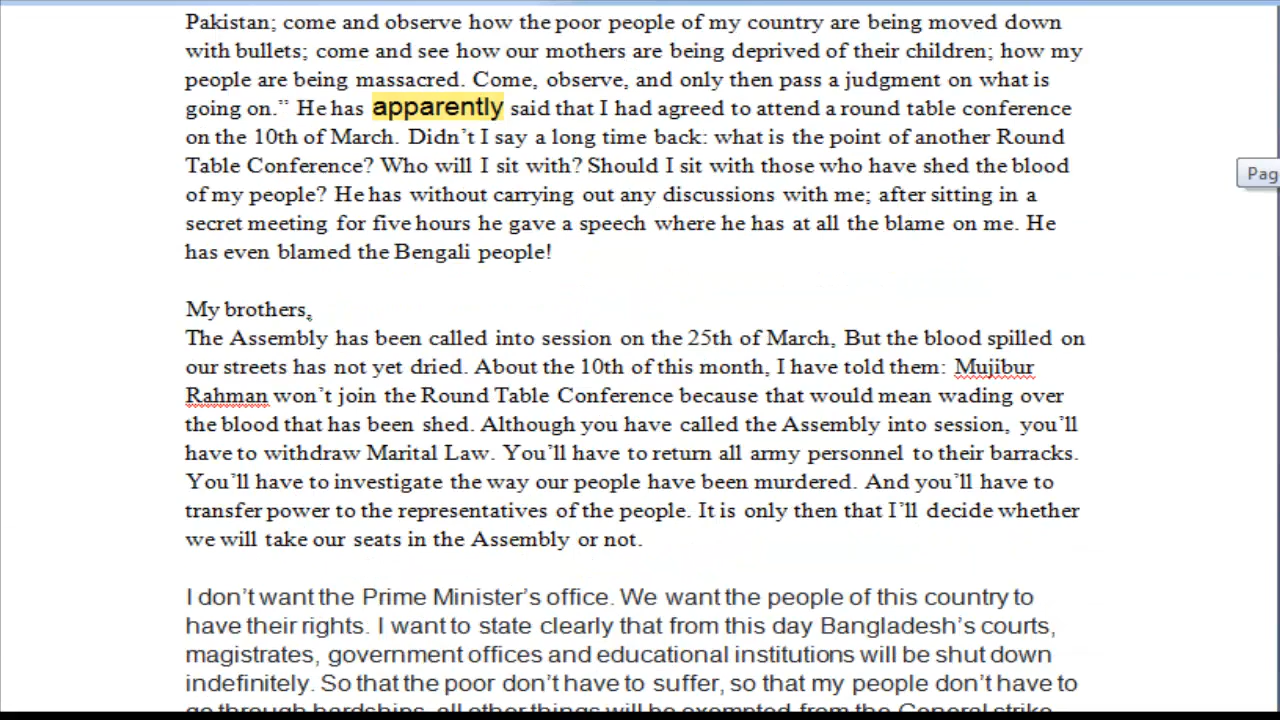 Pakistan; come and observe how the poor people of my country are being moved down
with bullets; come and see how our mothers are being deprived of their children; how my
people are being massacred. Come, observe, and only then pass a judgment on what is
going on.” He has apparently said that I had agreed to attend a round table conference
on the 10th of March. Didn’t I say a long time back: what is the point of another Round
Table Conference? Who will I sit with? Should I sit with those who have shed the blood
of my people? He has without carrying out any discussions with me; after sitting in a
secret meeting for five hours he gave a speech where he has at all the blame on me. He
has even blamed the Bengali people!
My brothers,
The Assembly has been called into session on the 25th of March, But the blood spilled on
our streets has not yet dried. About the 10th of this month, I have told them: Mujibur
Rahman won’t join the Round Table Conference because that would mean wading over
the blood that has been shed. Although you have called the Assembly into session, you’ll
have to withdraw Marital Law. You’ll have to return all army personnel to their barracks.
You’ll have to investigate the way our people have been murdered. And you’ll have to
transfer power to the representatives of the people. It is only then that I’ll decide whether
we will take our seats in the Assembly or not.
I don’t want the Prime Minister’s office. We want the people of this country to
have their rights. I want to state clearly that from this day Bangladesh’s courts,
magistrates, government offices and educational institutions will be shut down
indefinitely. So that the poor don’t have to suffer, so that my people don’t have to
go through hardships, all other things will be exempted from the General strike
Pag